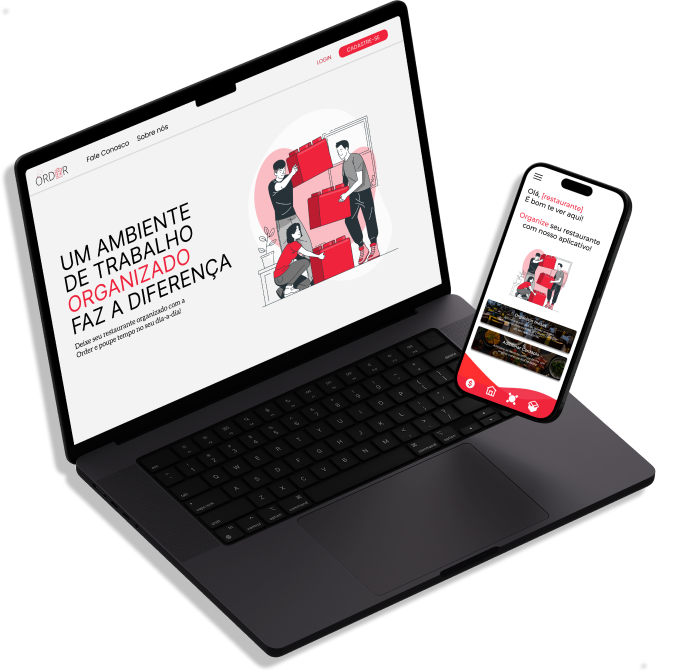 ORDER
Fale Conosco
Sobre nós
LOGIN
CADASTRE-SE
UM AMBIENTE
DE TRABALHO
ORGANIZADO
FAZ A DIFERENÇA
Deixe seu restaurante organizado com a
Order e poupe tempo no seu dia-a-dia!
Olá, [restaurante]
É bom te ver aqui!
Organize seu restaurante
com nosso aplicativo!